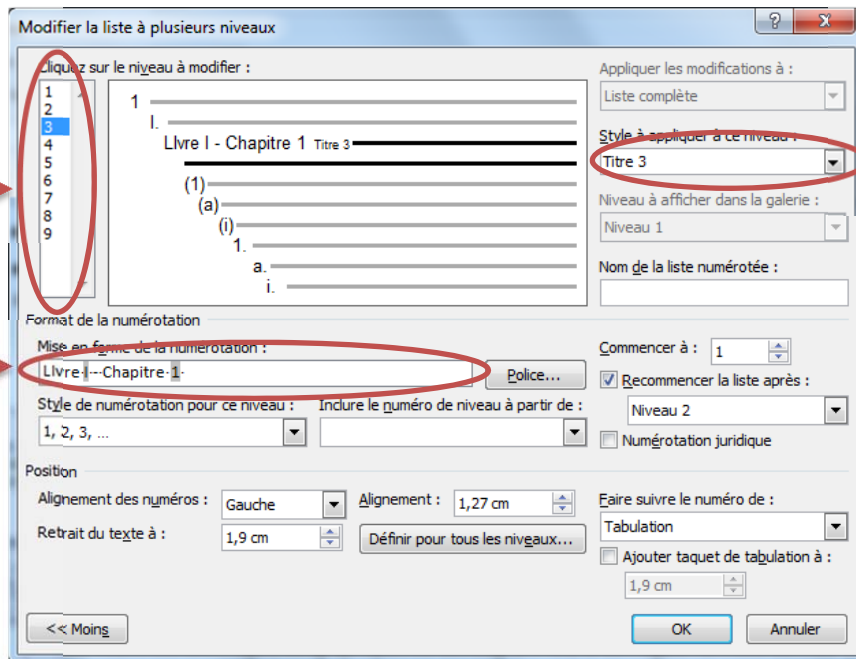 Modifier la liste à plusieurs niveaux
?
X
Cliquez sur le niveau à modifier :
1
2
3
4
5
6
7
8
9
1
I.
LIvre I - Chapitre 1 Titre 3
(1)
(a)
(i)
1.
a.
i.
Appliquer les modifications à :
Liste complète
Style à appliquer à ce niveau :
Titre 3
Niveau à afficher dans la galerie :
Niveau 1
Nom de la liste numérotée :
Format de la numérotation
Mise en forme de la numérotation :
LIvre·I·-·Chapitre·1·
Police...
Style de numérotation pour ce niveau :
1, 2, 3, ...
Inclure le numéro de niveau à partir de :
Commencer à : 1
Recommencer la liste après :
Niveau 2
Numérotation juridique
Position
Alignement des numéros : Gauche
Alignement : 1,27 cm
Retrait du texte à : 1,9 cm
Définir pour tous les niveaux...
Faire suivre le numéro de :
Tabulation
Ajouter taquet de tabulation à :
1,9 cm
<< Moins
OK
Annuler